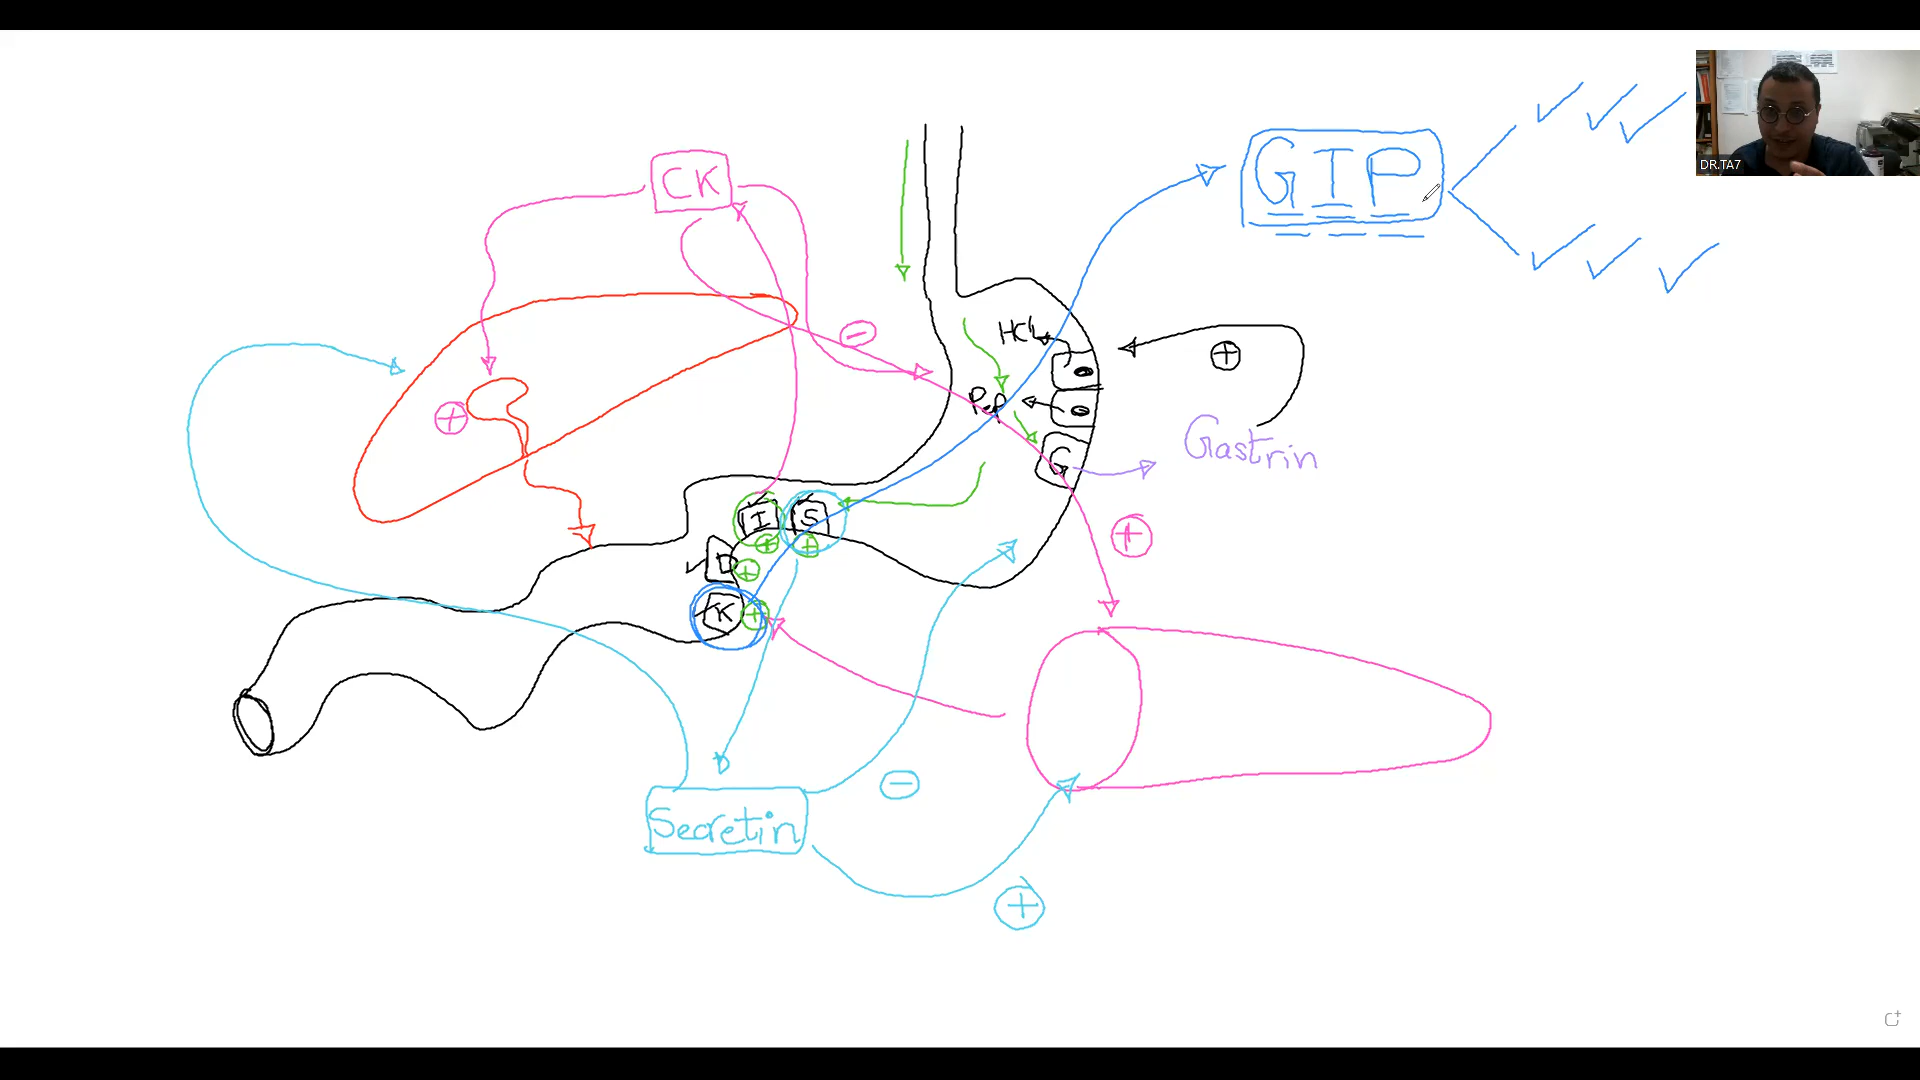 DR.TA7
GIP
CK
HCl
Pep
Gastrin
G
I
S
D
K
Secretin